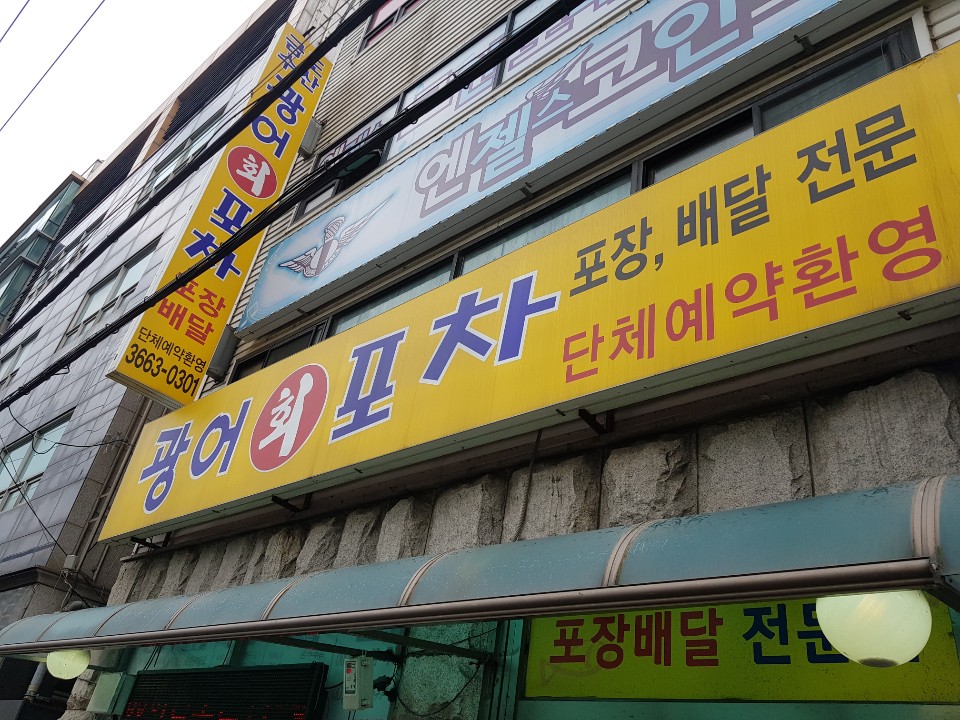 광어
회
포차
포장
배달
단체예약환영
3663-0301
엔젤스코인
광어 회 포차
포장, 배달 전문
단체예약환영
포장배달 전문